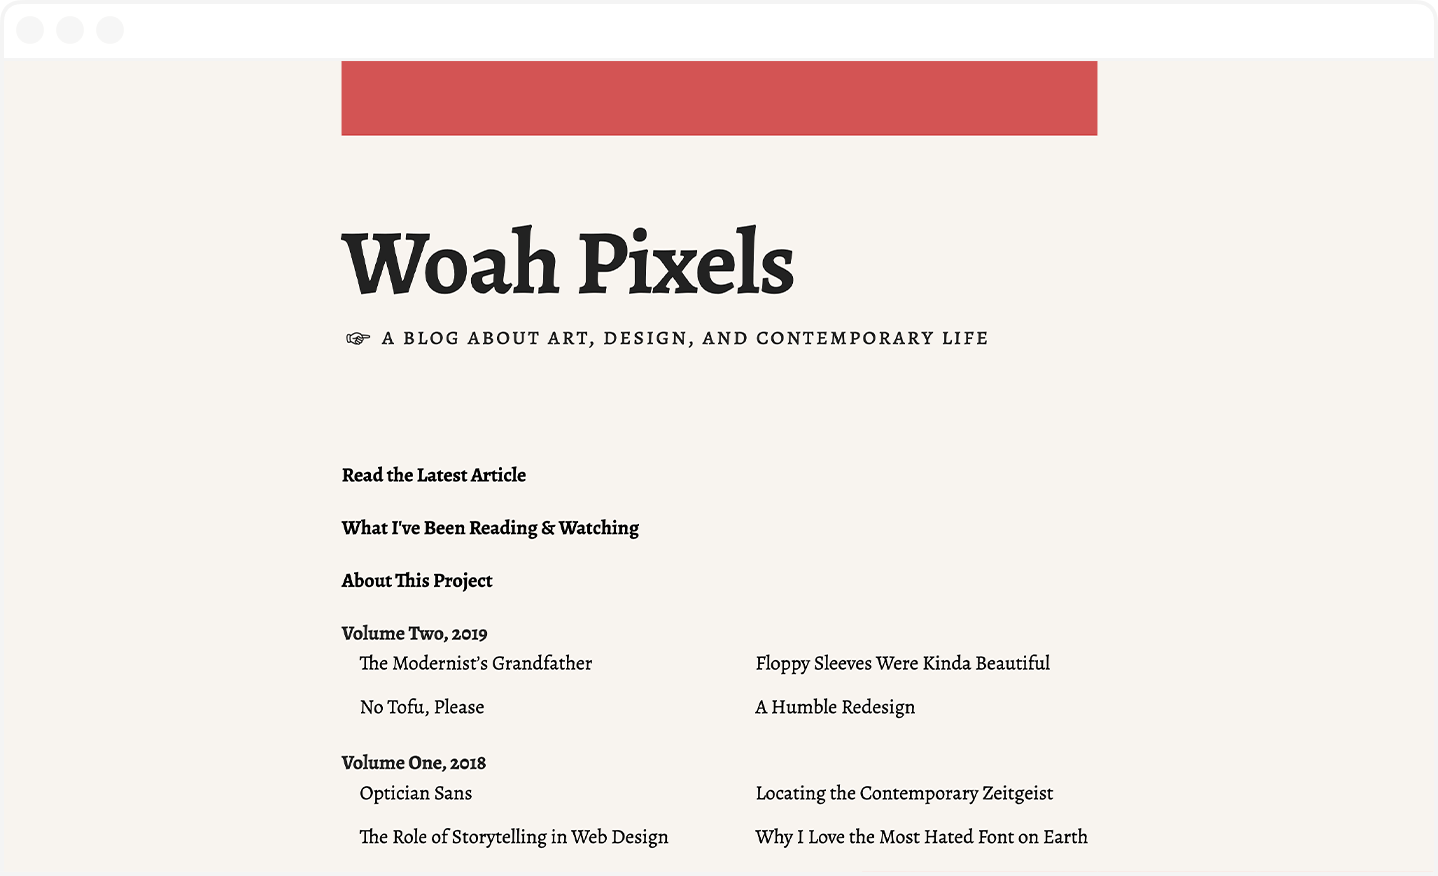 Woah Pixels
☞ A BLOG ABOUT ART, DESIGN, AND CONTEMPORARY LIFE
Read the Latest Article
What I've Been Reading & Watching
About This Project
Volume Two, 2019
The Modernist’s Grandfather
Floppy Sleeves Were Kinda Beautiful
No Tofu, Please
A Humble Redesign
Volume One, 2018
Optician Sans
Locating the Contemporary Zeitgeist
The Role of Storytelling in Web Design
Why I Love the Most Hated Font on Earth